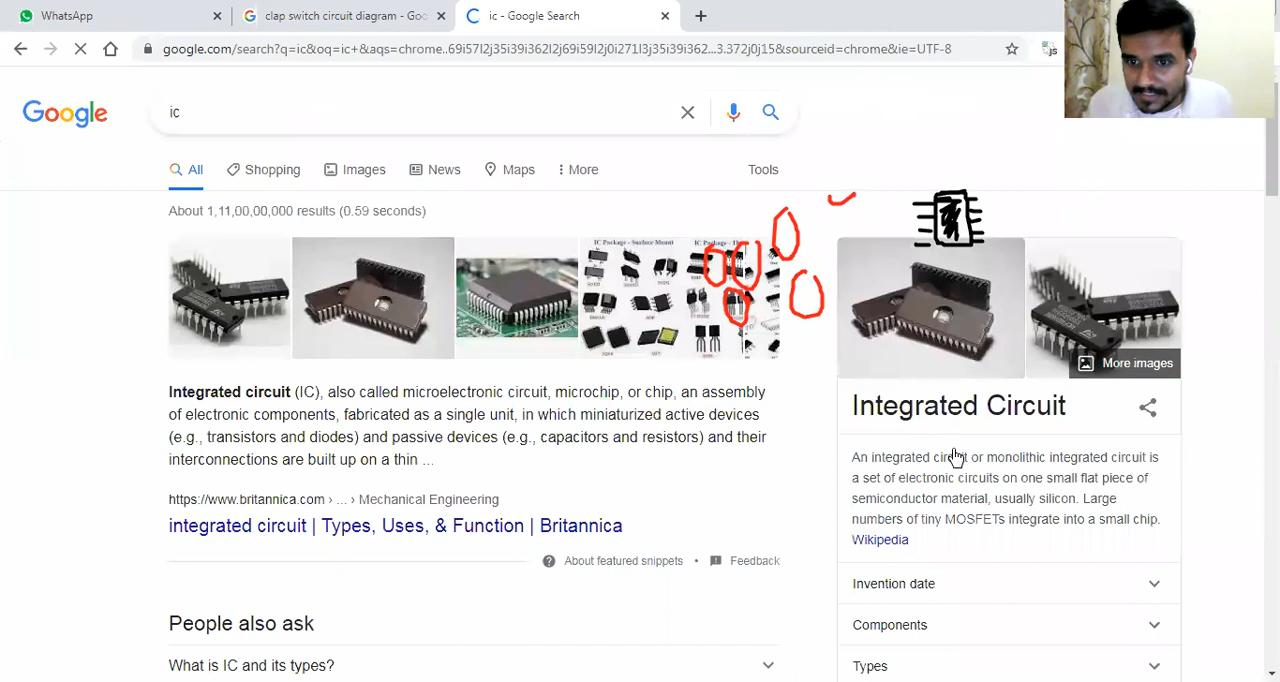 WhatsApp
clap switch circuit diagram - Goo
ic - Google Search
google.com/search?q=ic&oq=ic+&aqs=chrome..69i57l2j35i39i362l2j69i59l2j0i271l3j35i39i362...3.372j0j15&sourceid=chrome&ie=UTF-8
Google
ic
All
Shopping
Images
News
Maps
More
Tools
About 1,11,00,00,000 results (0.59 seconds)
IC Package - Surface Mount
IC Package - Th
More images
Integrated Circuit
Integrated circuit (IC), also called microelectronic circuit, microchip, or chip, an assembly
of electronic components, fabricated as a single unit, in which miniaturized active devices
(e.g., transistors and diodes) and passive devices (e.g., capacitors and resistors) and their
interconnections are built up on a thin ...
An integrated circuit or monolithic integrated circuit is
a set of electronic circuits on one small flat piece of
semiconductor material, usually silicon. Large
numbers of tiny MOSFETs integrate into a small chip.
Wikipedia
https://www.britannica.com › ... › Mechanical Engineering
integrated circuit | Types, Uses, & Function | Britannica
About featured snippets • Feedback
Invention date
Components
Types
People also ask
What is IC and its types?